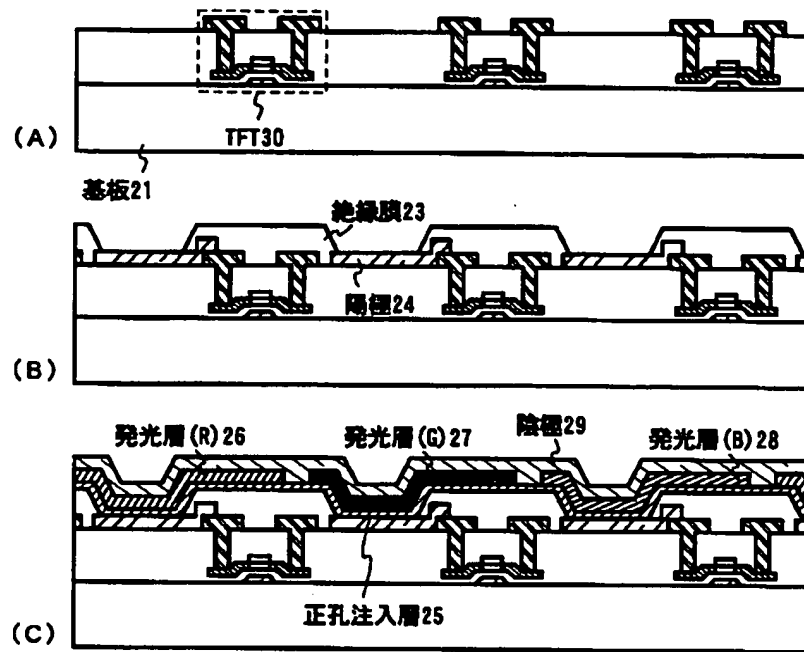 (A)
TFT30
基板21
絶縁膜23
陽極24
(B)
発光層(R)26
発光層(G)27
陰極29
発光層(B)28
正孔注入層25
(C)